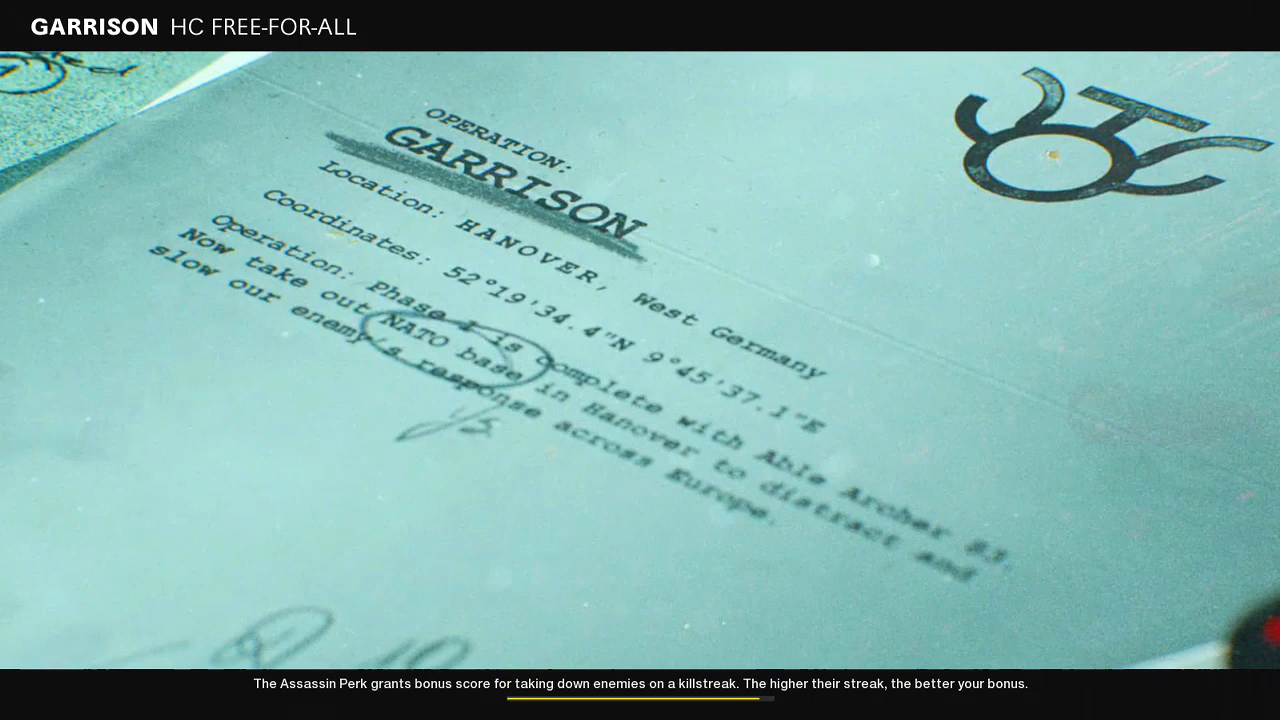 GARRISON HC FREE-FOR-ALL
OPERATION:
GARRISON
Location: HANOVER, West Germany
Coordinates: 52°19'34.4"N 9°45'37.1"E
Operation: Phase I is complete with Able Archer 83.
Now take out NATO base in Hanover to distract and
slow our enemy's response across Europe.
The Assassin Perk grants bonus score for taking down enemies on a killstreak. The higher their streak, the better your bonus.